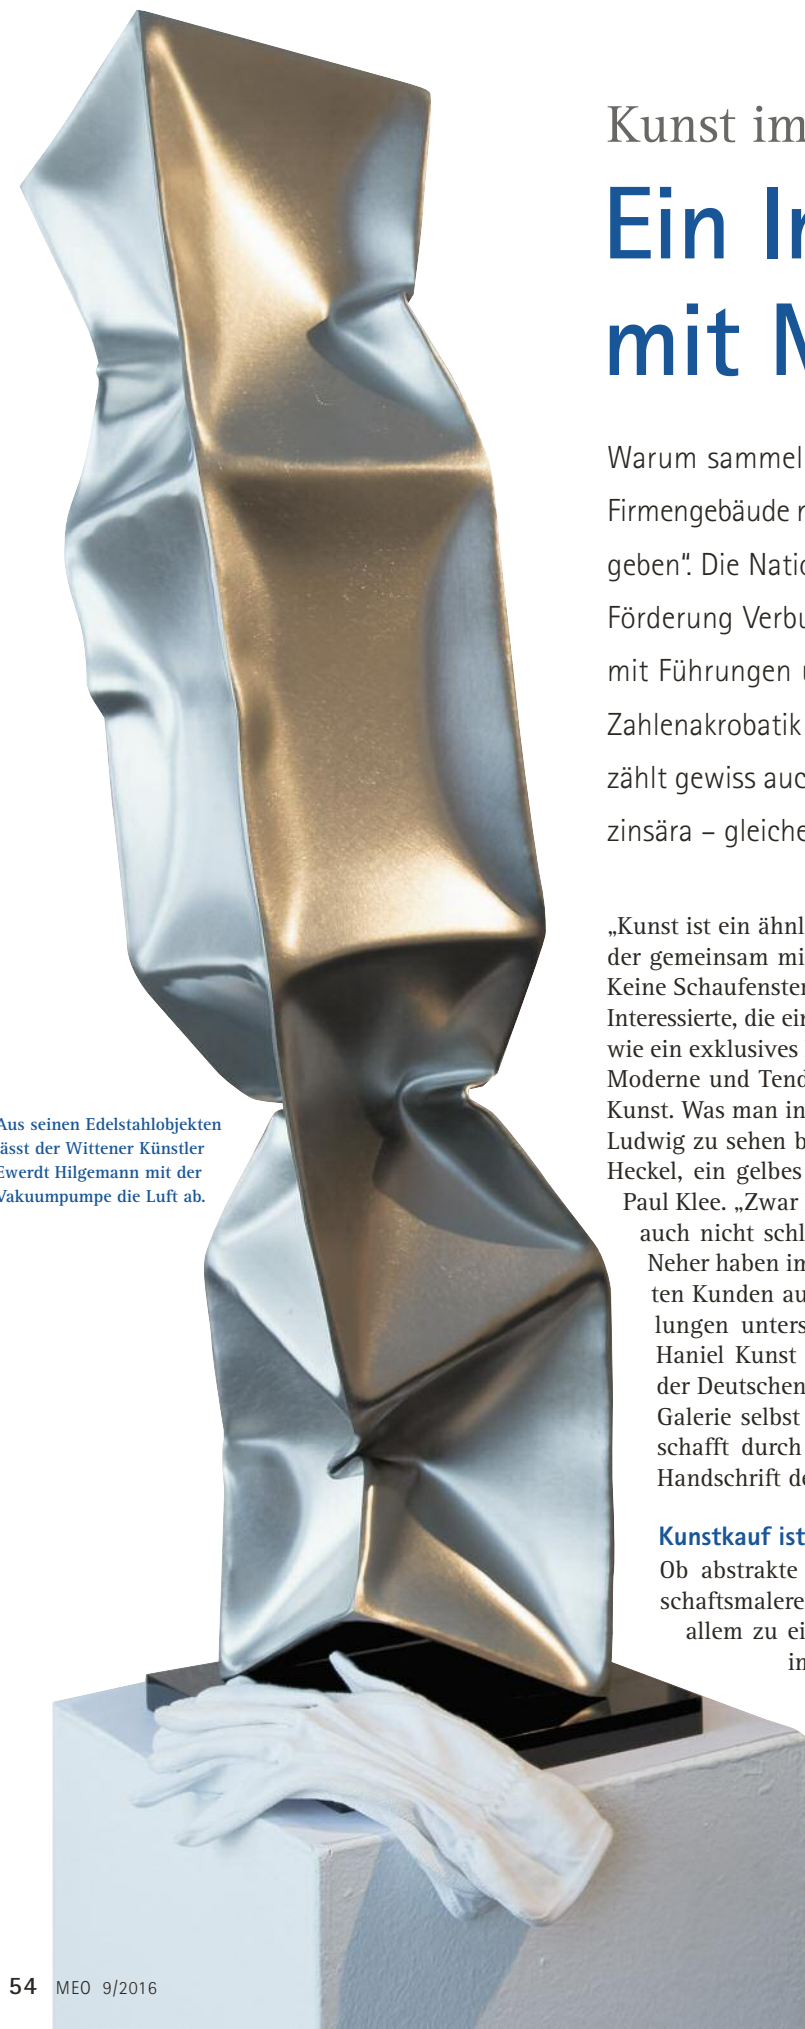 Kunst im
Ein
mit
Warum sammel
Firmengebäude
geben“. Die Natio
Förderung Verbu
mit Führungen
Zahlenakrobatik
zählt gewiss auc
zinsära – gleiche
„Kunst ist ein ähnl
der gemeinsam mi
Keine Schaufenster
Interessierte, die ein
wie ein exklusives
Moderne und Tend
Kunst. Was man in
Ludwig zu sehen b
Heckel, ein gelbes
Paul Klee. „Zwar
auch nicht schl
Neher haben im
ten Kunden au
lungen unters
Haniel Kunst
der Deutschen
Galerie selbst
schafft durch
Handschrift de
Kunstkauf ist
Ob abstrakte
schaftsmalere
allem zu ei
in
Aus seinen Edelstahlobjekten
lässt der Wittener Künstler
Ewerdt Hilgemann mit der
Vakuumpumpe die Luft ab.
54 MEO 9/2016